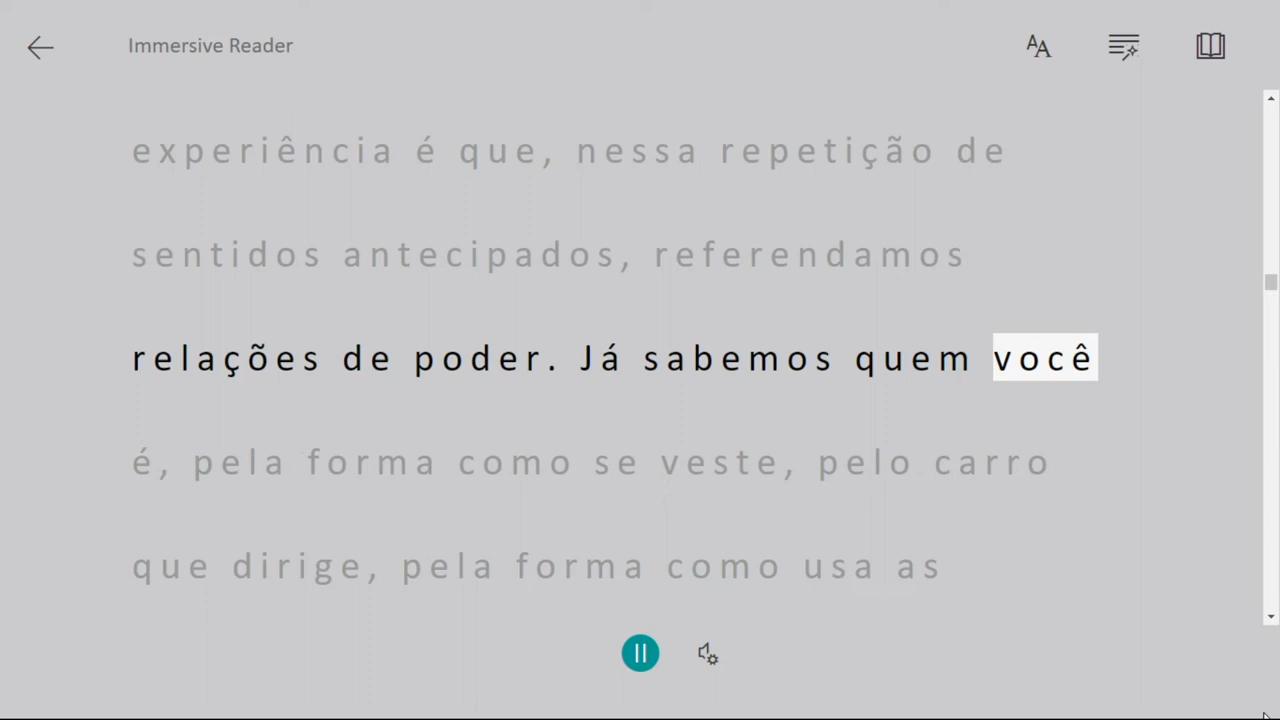 Immersive Reader
experiência é que, nessa repetição de
sentidos antecipados, referendamos
relações de poder. Já sabemos quem você
é, pela forma como se veste, pelo carro
que dirige, pela forma como usa as